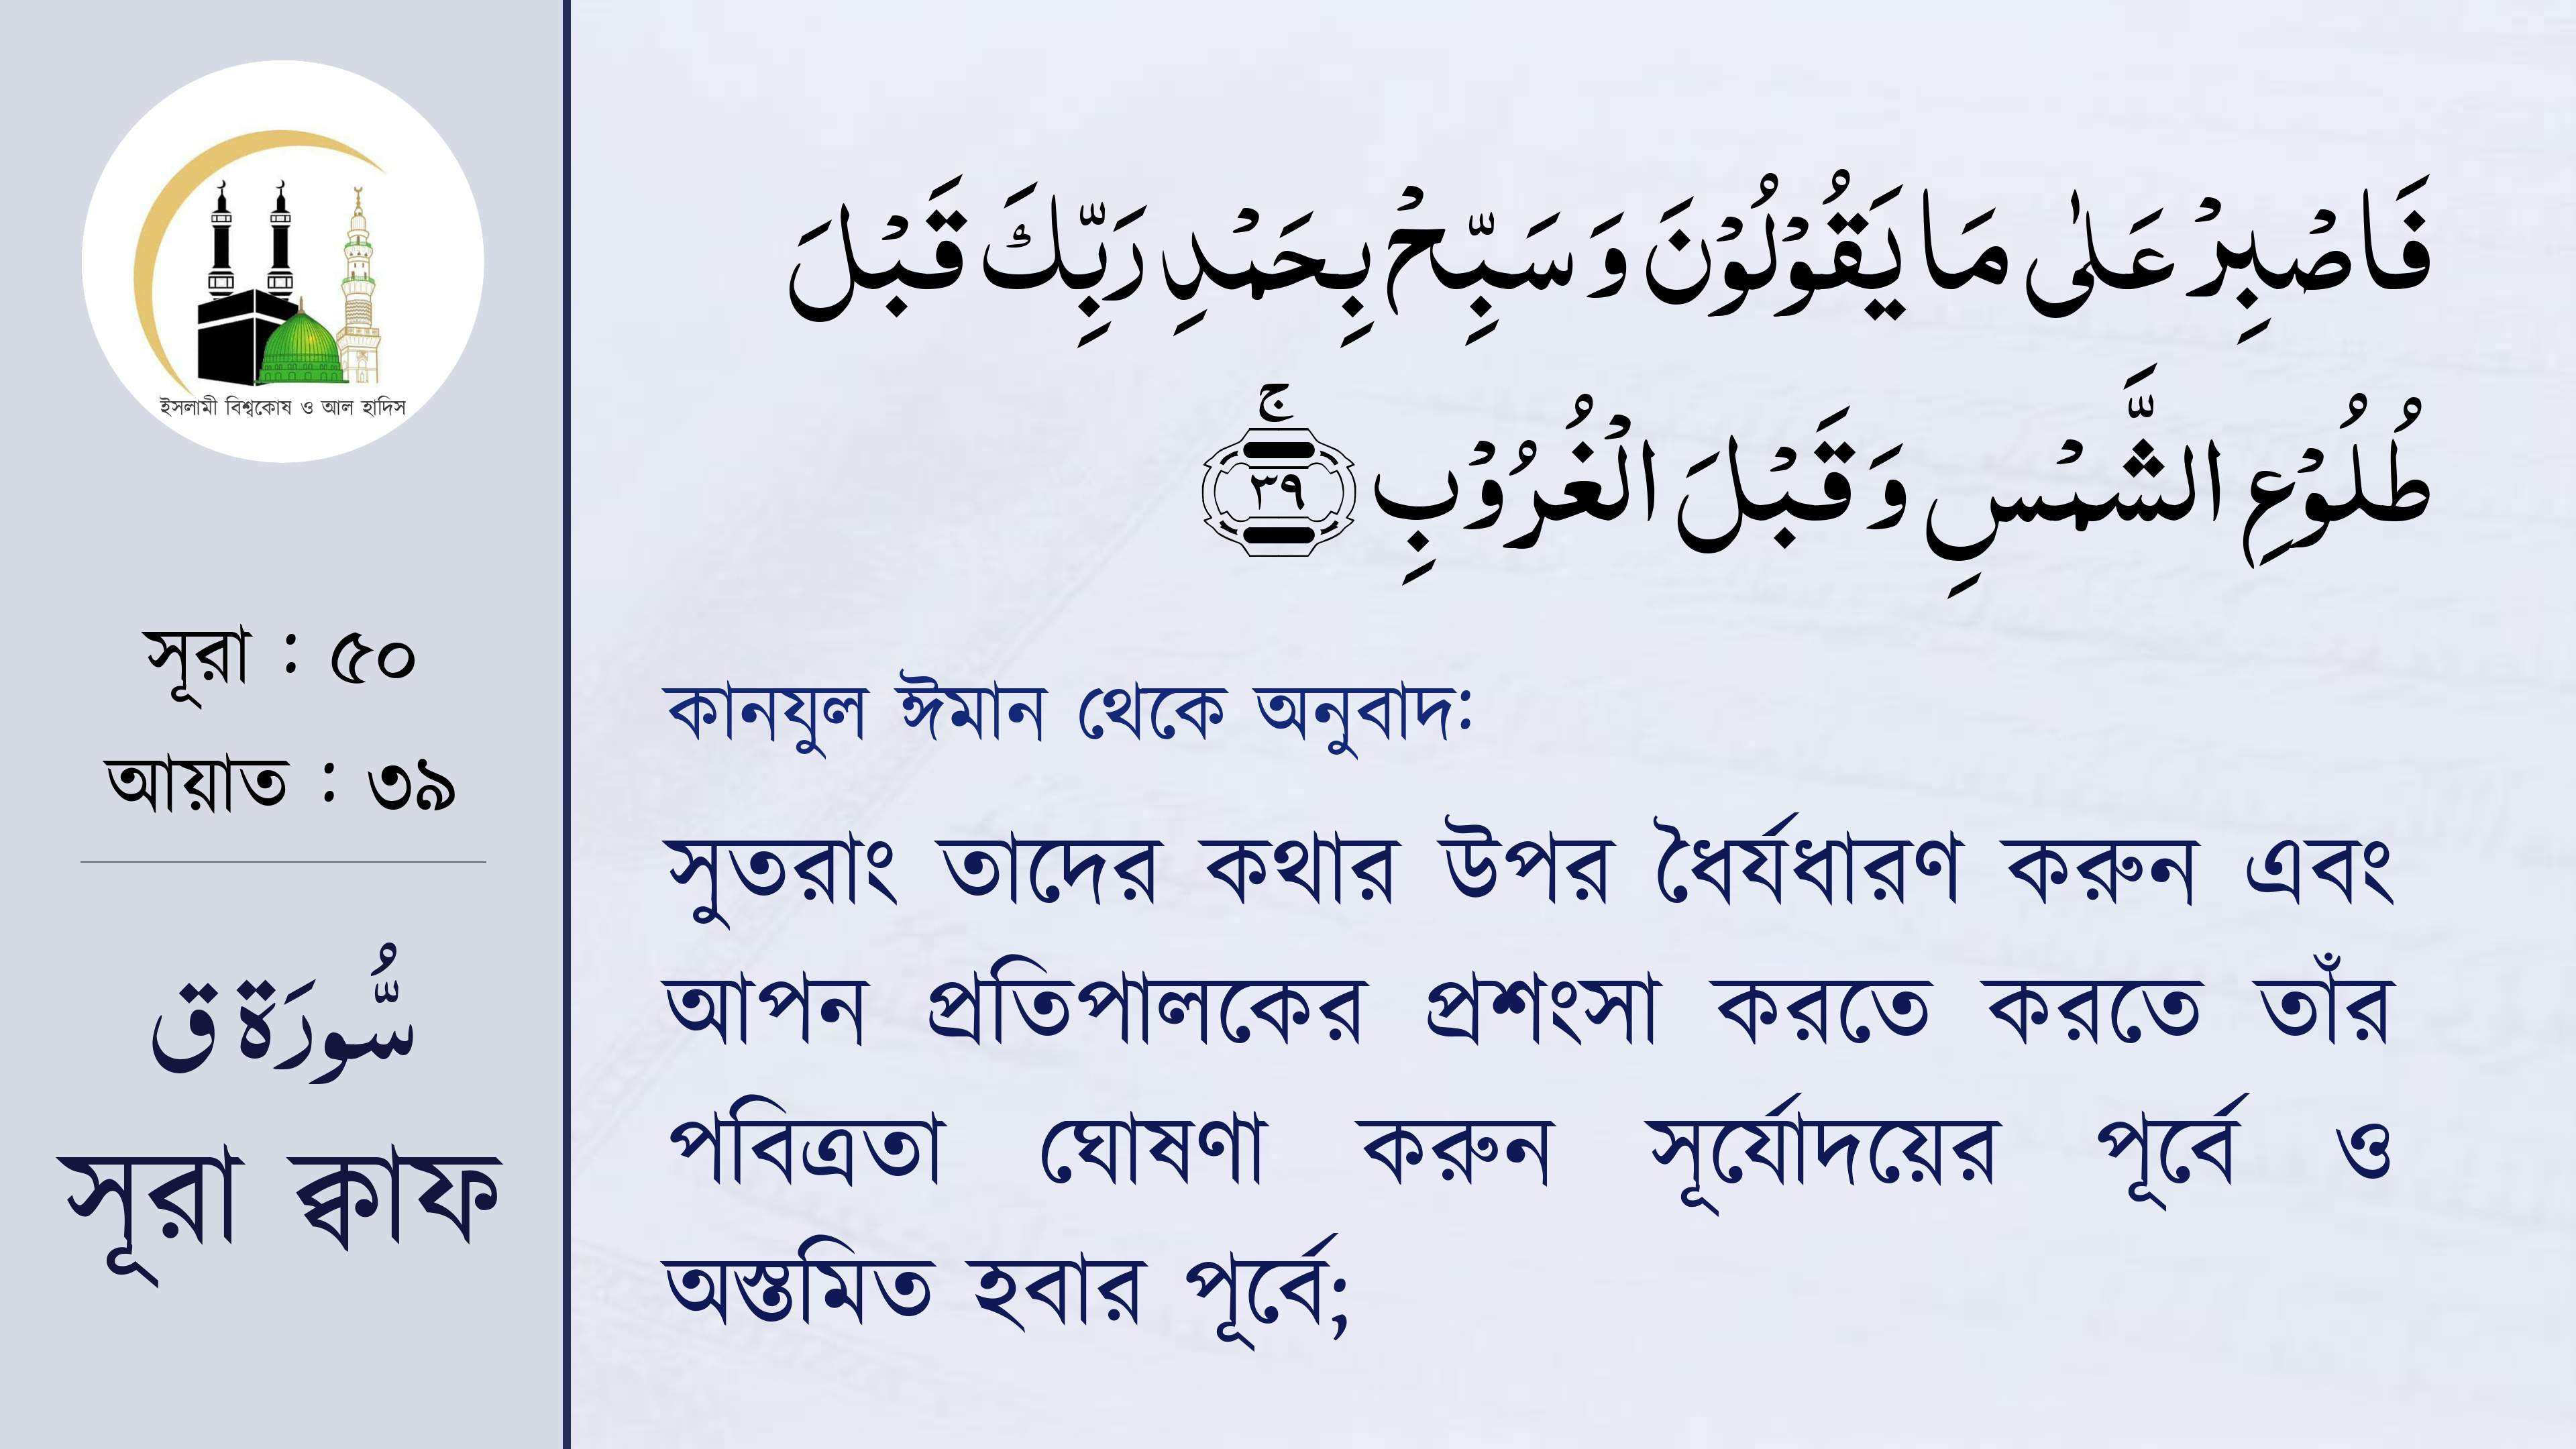 ইসলামী বিশ্বকোষ ও আল হাদিস
সূরা : ৫০
আয়াত : ৩৯
سُّورَة ق
সূরা ক্বাফ
فَاصْبِرْ عَلٰى مَا يَقُوْلُوْنَ وَ سَبِّحْ بِحَمْدِ رَبِّكَ قَبْلَ
طُلُوْعِ الشَّمْسِ وَ قَبْلَ الْغُرُوْبِ ۚ ﴿۳۹﴾
কানযুল ঈমান থেকে অনুবাদ:
সুতরাং তাদের কথার উপর ধৈর্যধারণ করুন এবং
আপন প্রতিপালকের প্রশংসা করতে করতে তাঁর
পবিত্রতা ঘোষণা করুন সূর্যোদয়ের পূর্বে ও
অস্তমিত হবার পূর্বে;